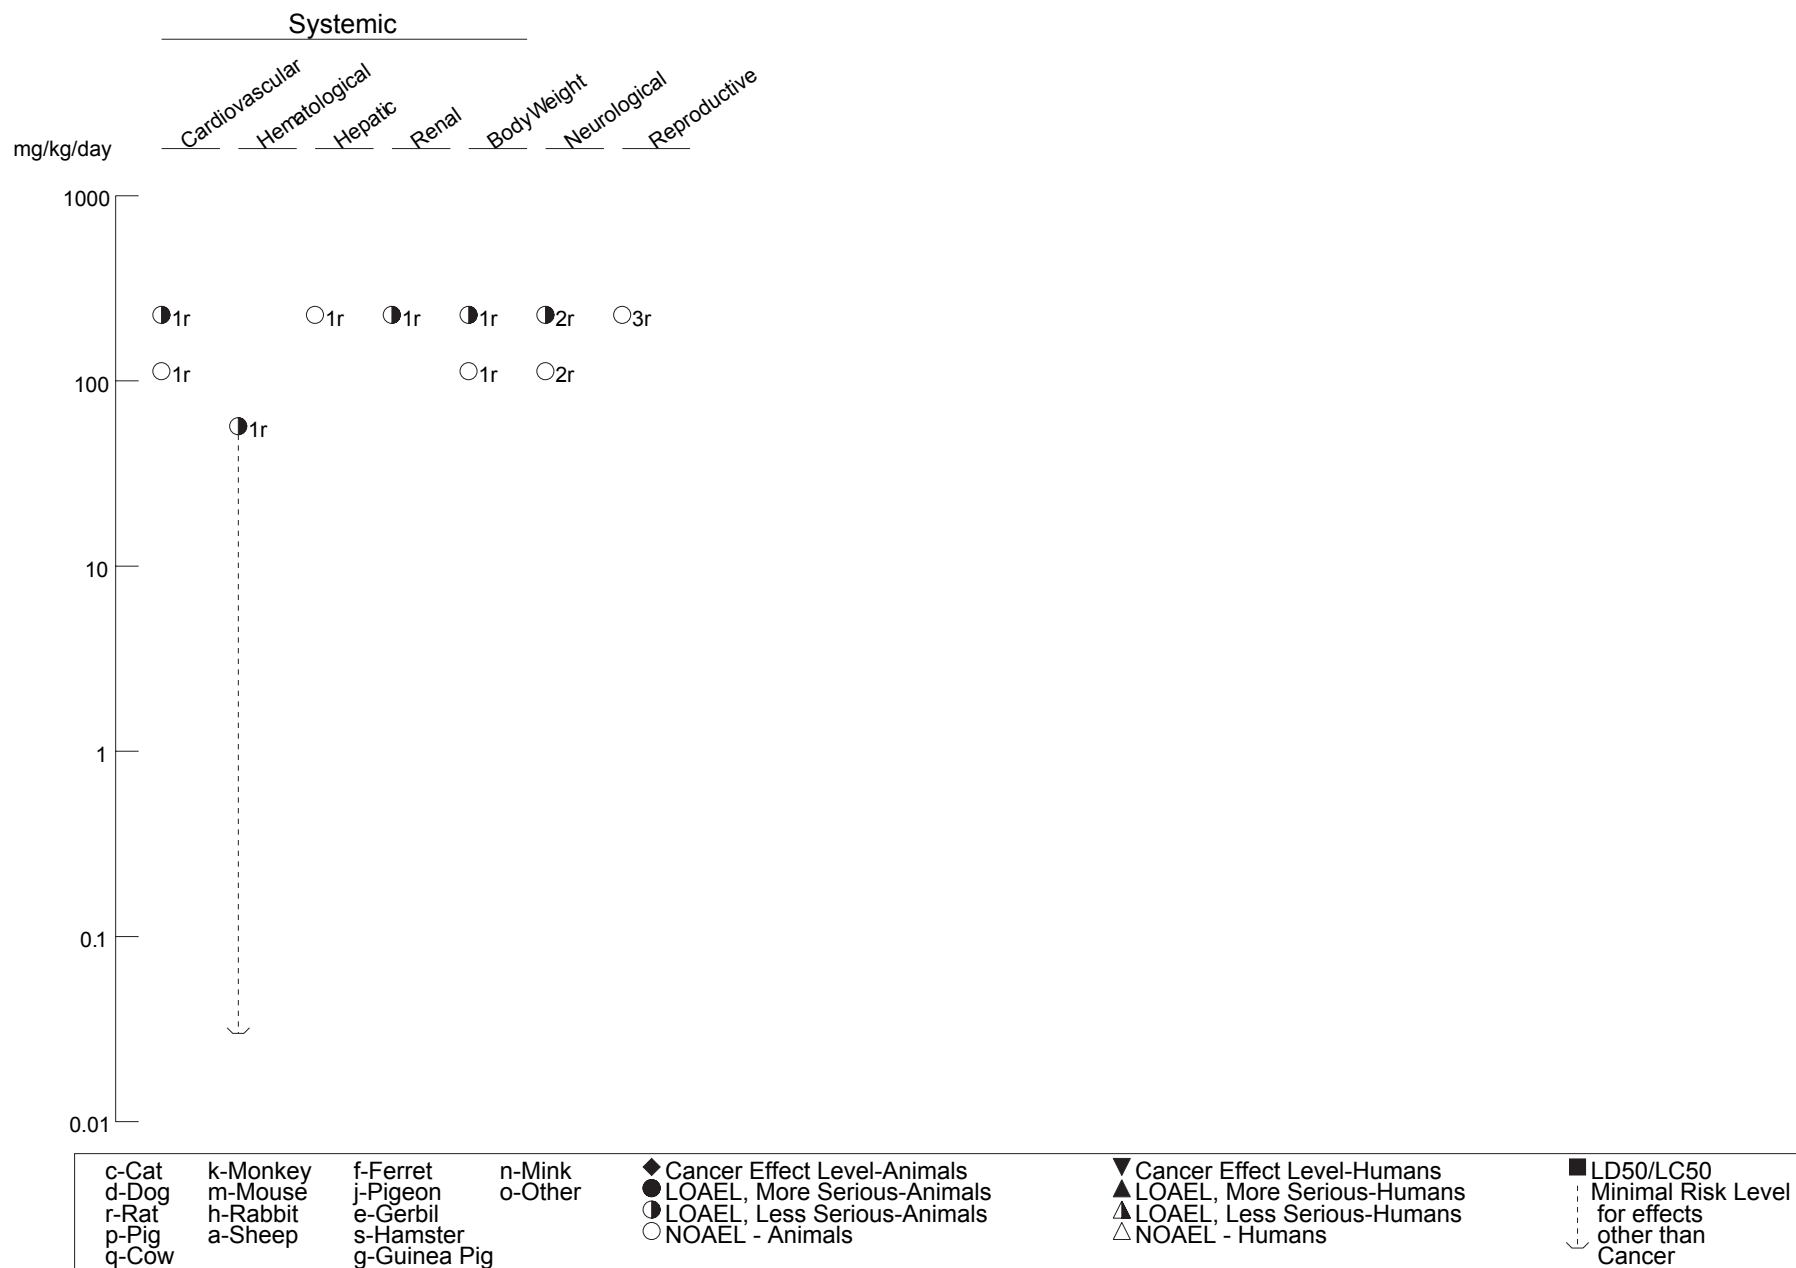 Systemic
Cardiovascular
Hematological
Hepatic
Renal
BodyWeight
Neurological
Reproductive
mg/kg/day
1000
1r 1r 1r 1r 2r 3r
1r 1r 2r
100
1r
10
1
0.1
0.01
c-Cat k-Monkey f-Ferret n-Mink Cancer Effect Level-Animals Cancer Effect Level-Humans LD50/LC50
d-Dog m-Mouse j-Pigeon o-Other LOAEL, More Serious-Animals LOAEL, More Serious-Humans Minimal Risk Level
r-Rat h-Rabbit e-Gerbil LOAEL, Less Serious-Animals LOAEL, Less Serious-Humans for effects
p-Pig a-Sheep s-Hamster NOAEL - Animals NOAEL - Humans other than
q-Cow g-Guinea Pig Cancer